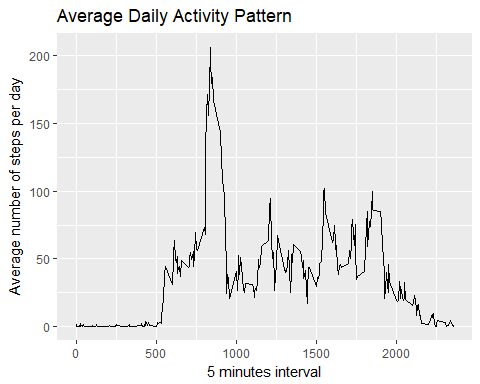 Average Daily Activity Pattern
Average number of steps per day
200
150
100
50
0
0 500 1000 1500 2000
5 minutes interval